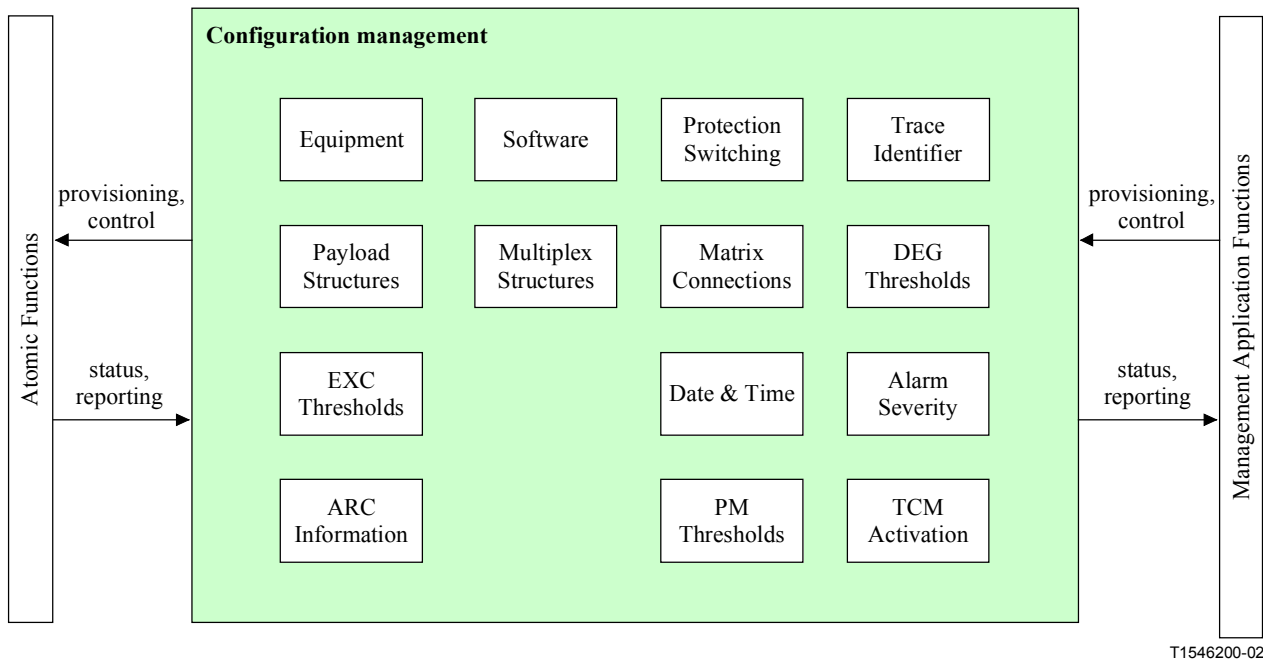 Configuration management
Equipment
Software
Protection
Switching
Trace
Identifier
Payload
Structures
Multiplex
Structures
Matrix
Connections
DEG
Thresholds
EXC
Thresholds
Date & Time
Alarm
Severity
ARC
Information
PM
Thresholds
TCM
Activation
Atomic Functions
provisioning,
control
status,
reporting
provisioning,
control
status,
reporting
Management Application Functions
T1546200-02